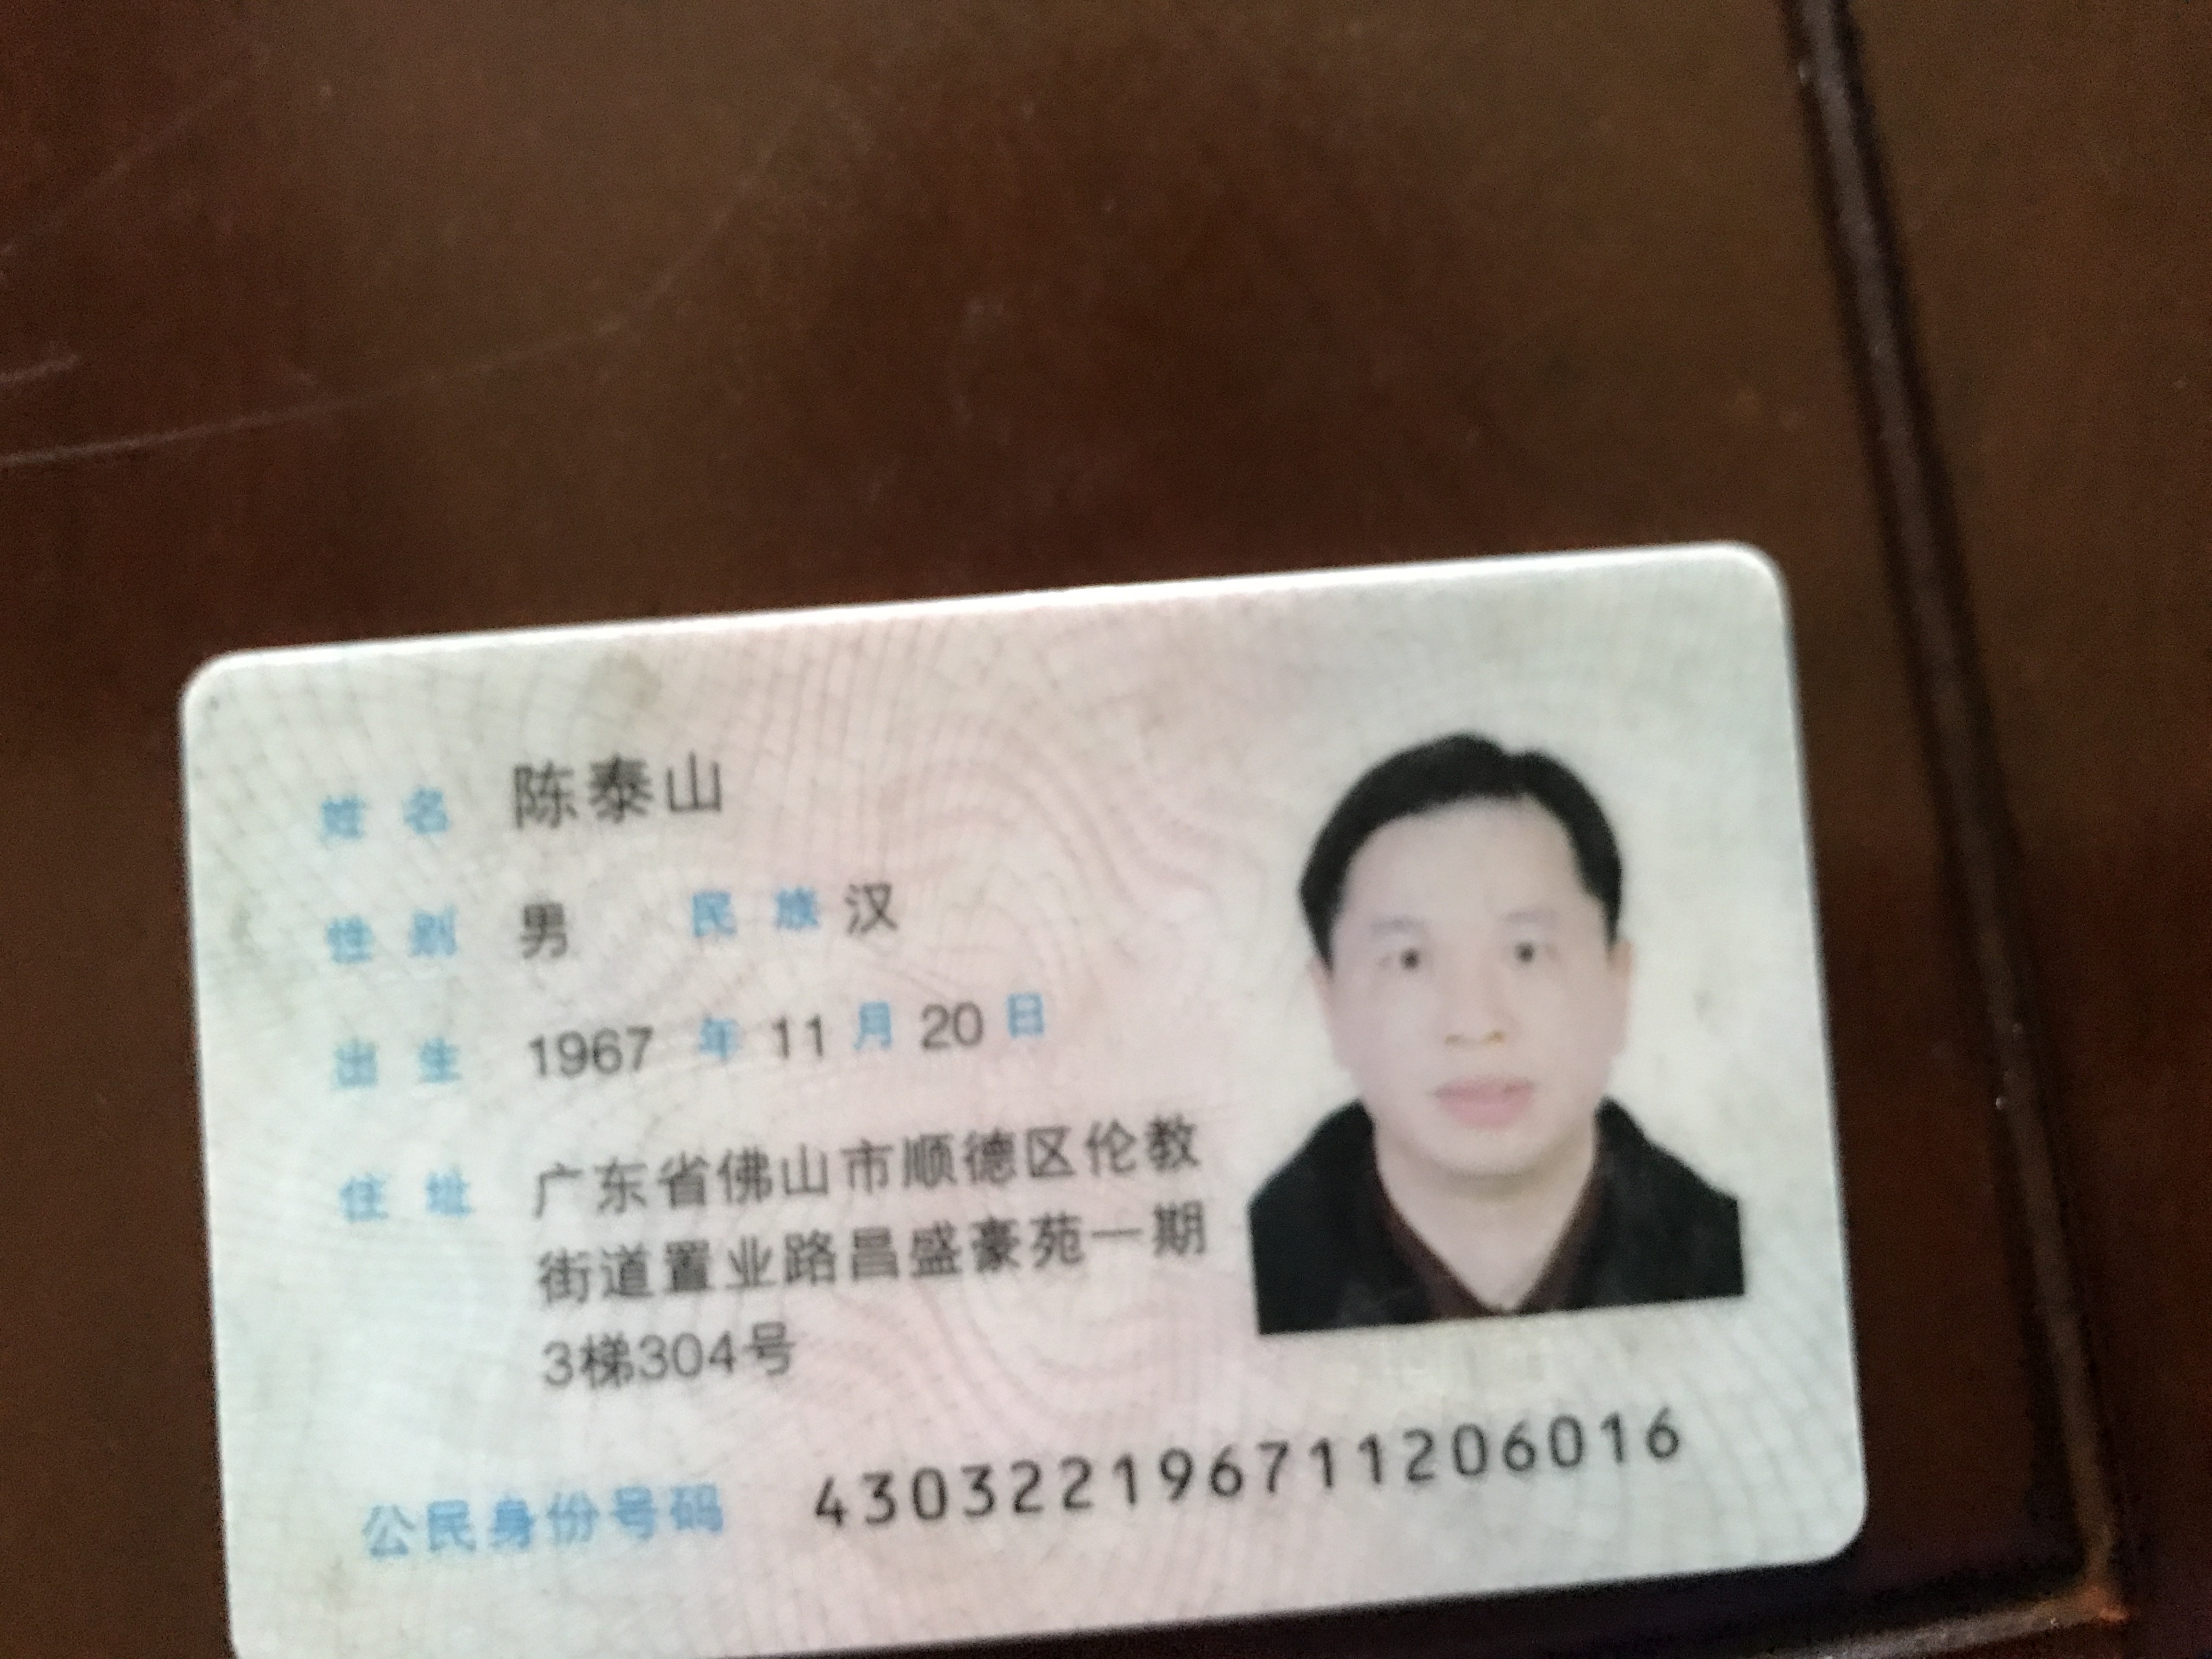 姓名 陈泰山
性别 男 民族 汉
出生 1967 年 11 月 20 日
住址 广东省佛山市顺德区伦教
街道置业路昌盛豪苑一期
3梯304号
公民身份号码 430322196711206016